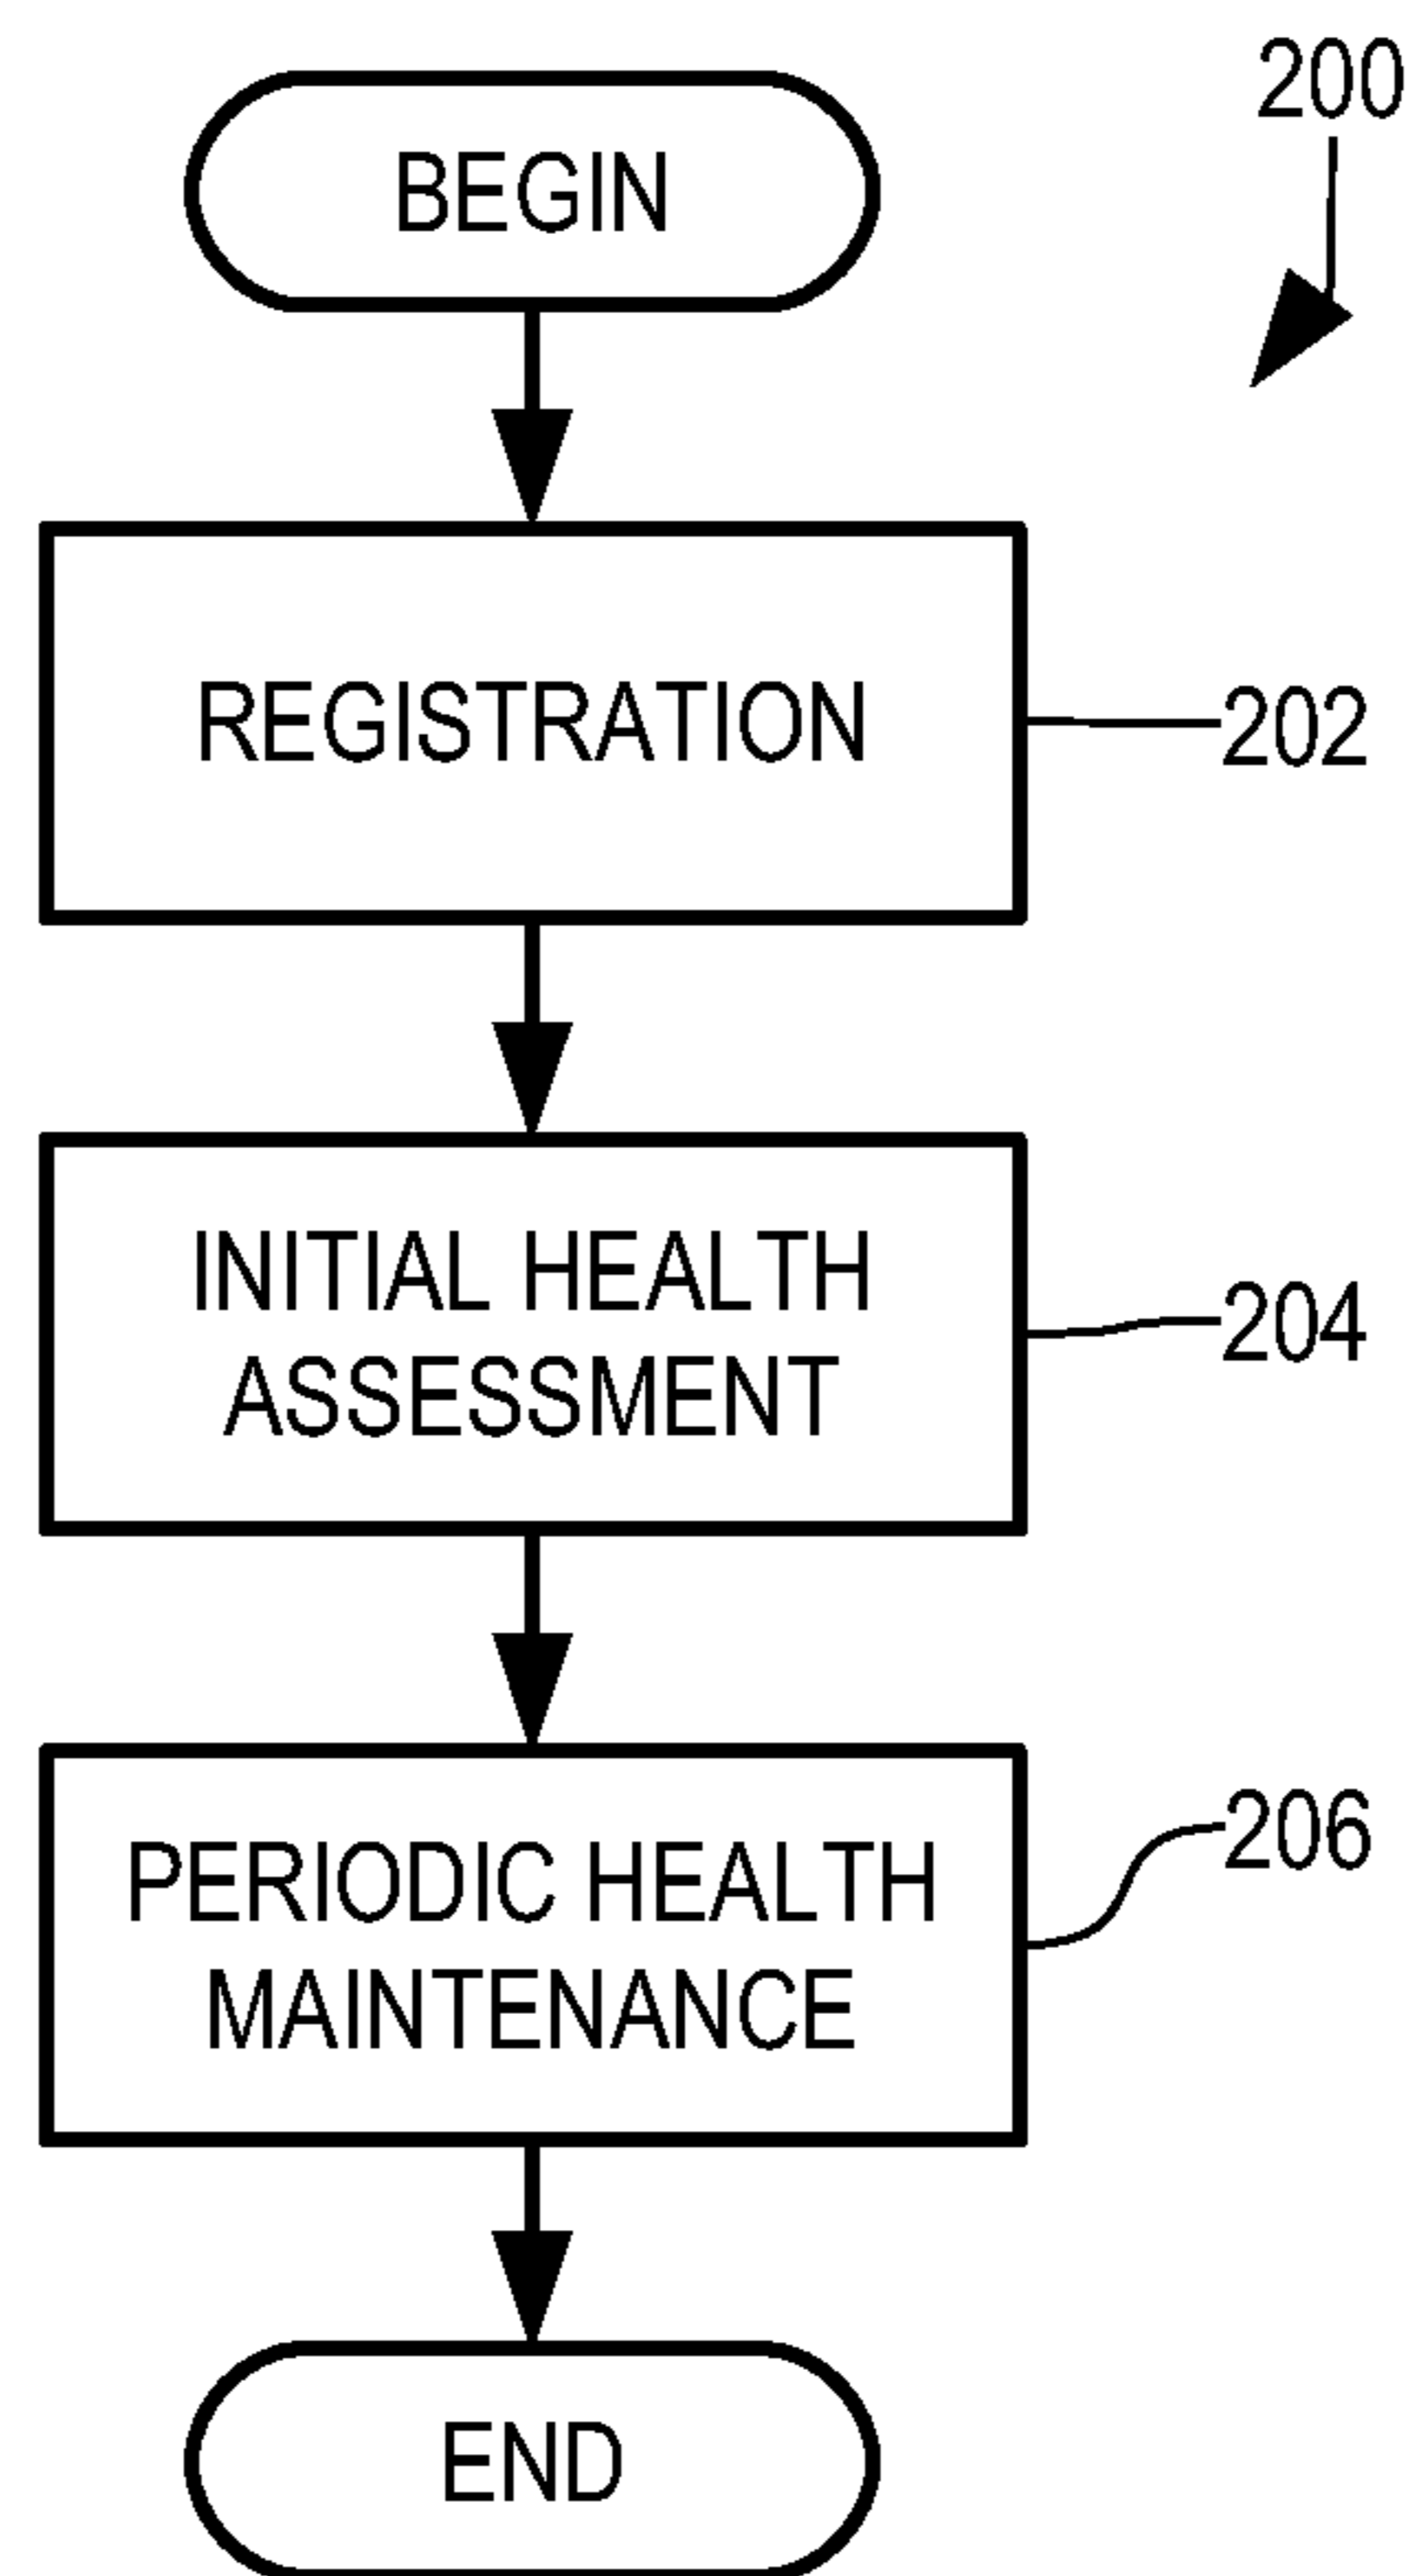 200
BEGIN
REGISTRATION
202
INITIAL HEALTH
ASSESSMENT
204
PERIODIC HEALTH
MAINTENANCE
206
END